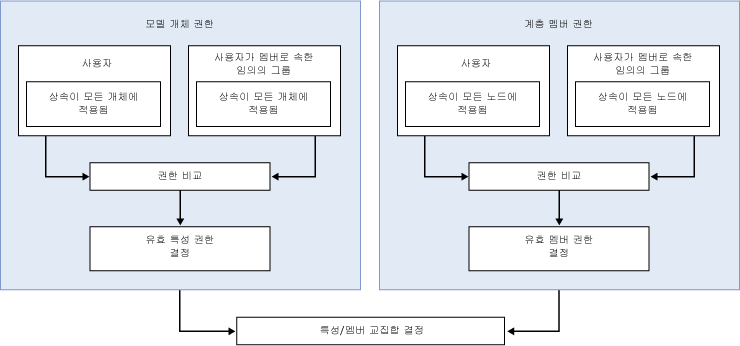 모델 개체 권한
사용자
상속이 모든 개체에
적용됨
사용자가 멤버로 속한
임의의 그룹
상속이 모든 개체에
적용됨
권한 비교
유효 특성 권한
결정
계층 멤버 권한
사용자
상속이 모든 노드에
적용됨
사용자가 멤버로 속한
임의의 그룹
상속이 모든 노드에
적용됨
권한 비교
유효 멤버 권한
결정
특성/멤버 교집합 결정